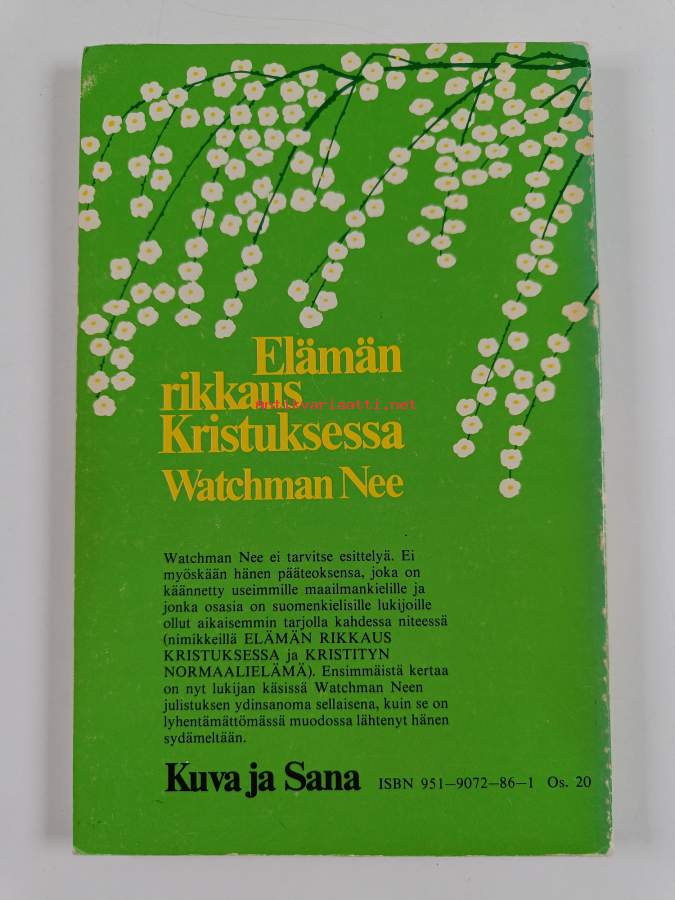 Elämän
rikkaus
Antikvariaatti.net
Kristuksessa
Watchman Nee
Watchman Nee ei tarvitse esittelyä. Ei
myöskään hänen pääteoksensa, joka on
käännetty useimmille maailmankielille ja
jonka osasia on suomenkielisille lukijoille
ollut aikaisemmin tarjolla kahdessa niteessä
(nimikkeillä ELÄMÄN RIKKAUS
KRISTUKSESSA ja KRISTITYN
NORMAALIELÄMÄ). Ensimmäistä kertaa
on nyt lukijan käsissä Watchman Neen
julistuksen ydinsanoma sellaisena, kuin se on
lyhentämättömässä muodossa lähtenyt hänen
sydämeltään.
Kuva ja Sana ISBN 951—9072—86—1 Os. 20